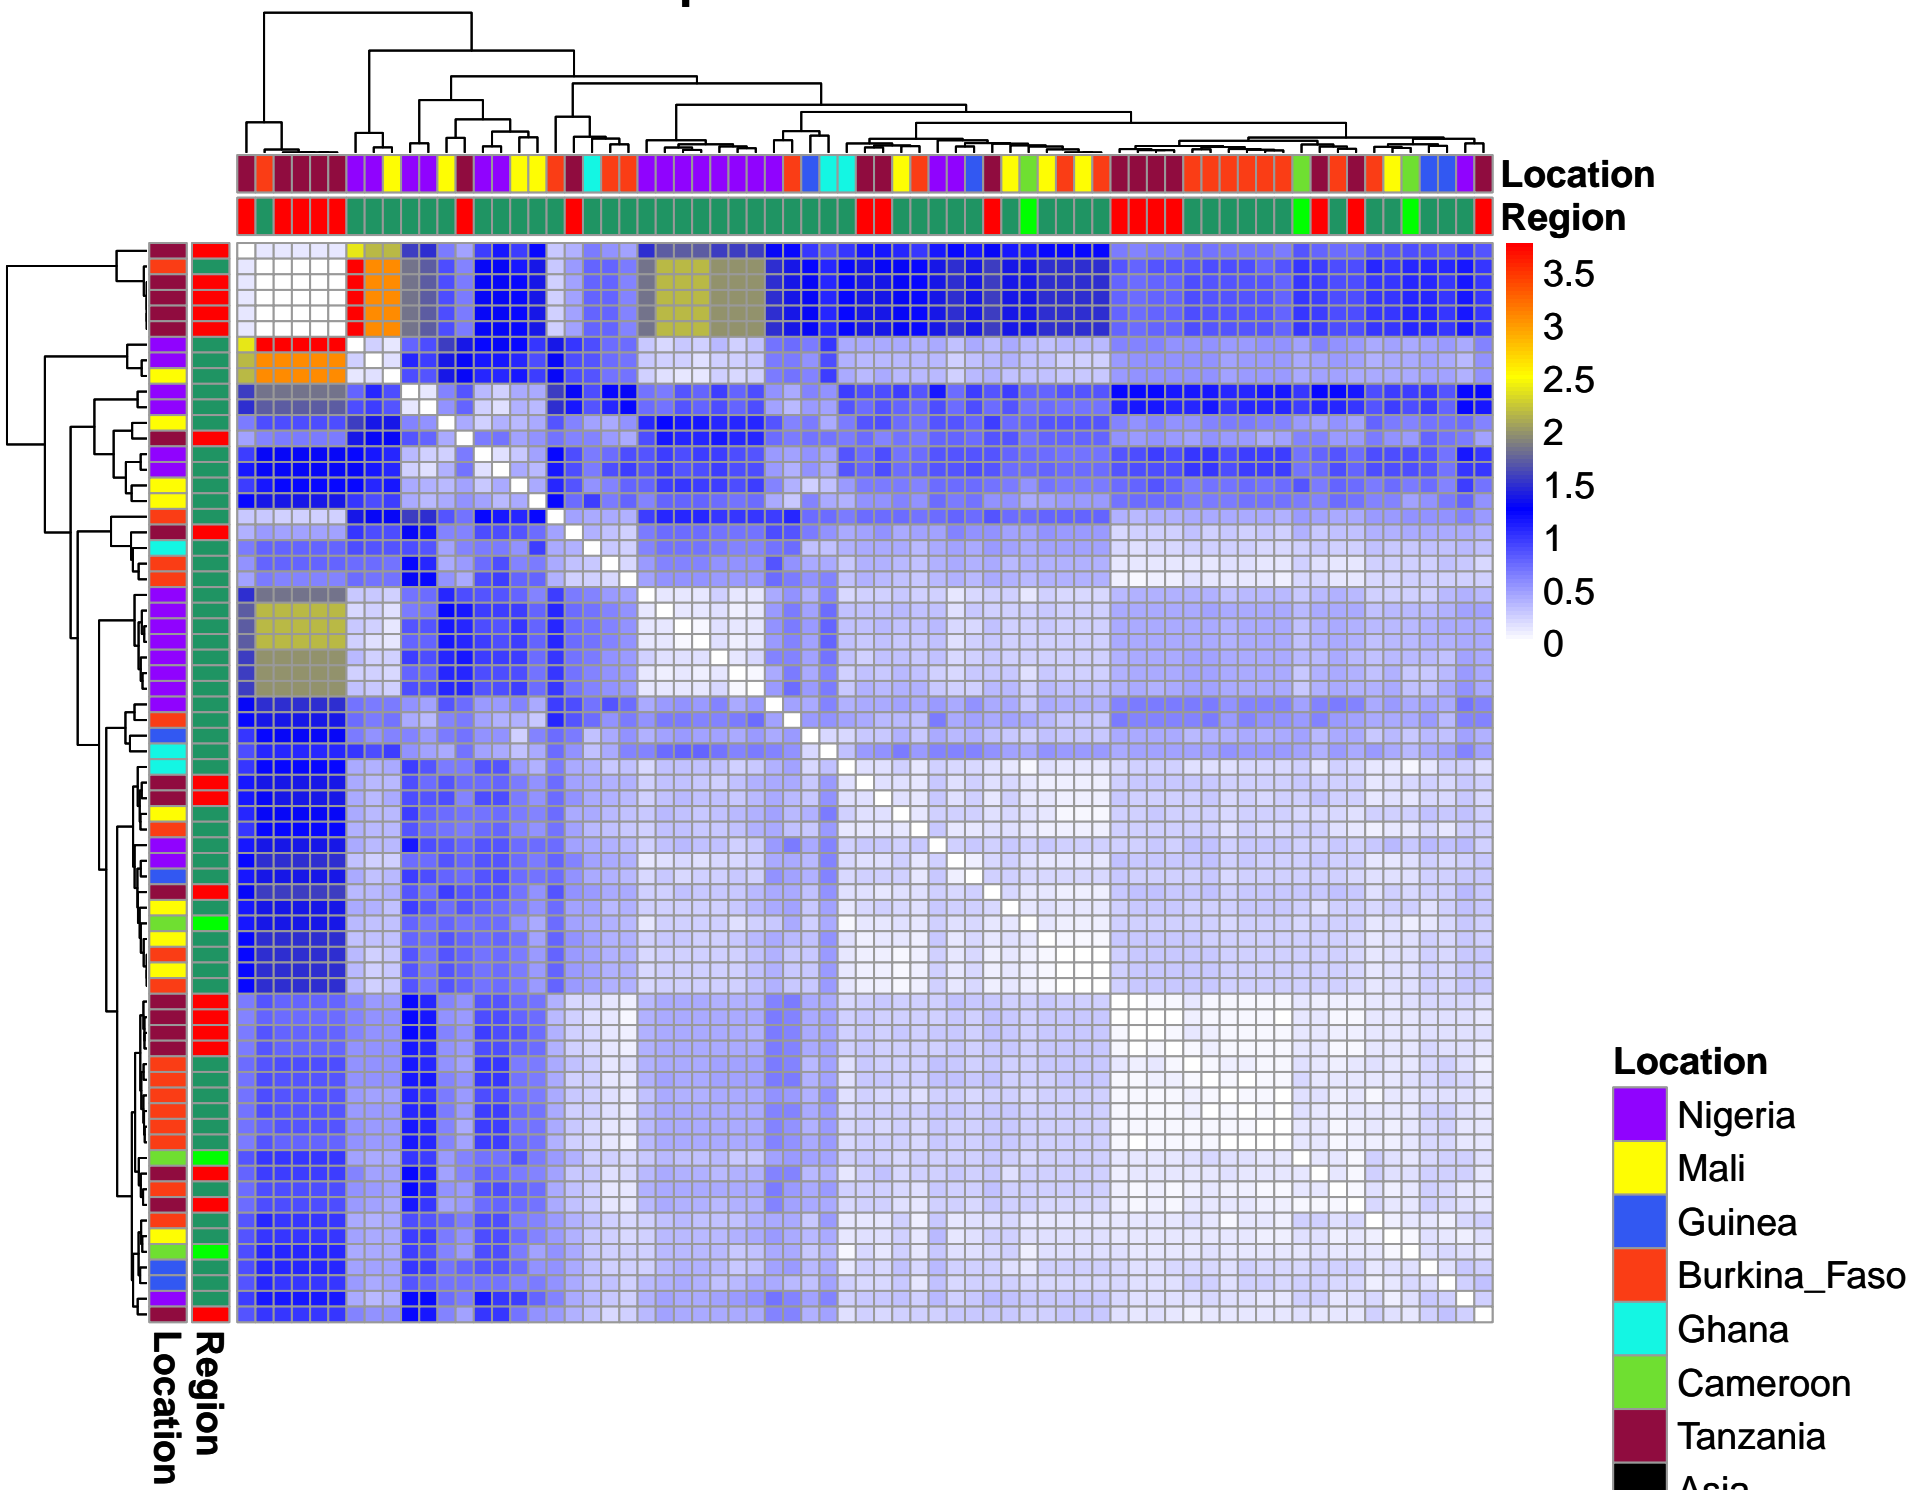 Location
Region
3.5
3
2.5
2
1.5
1
0.5
0
Location
Nigeria
Mali
Guinea
Burkina_Faso
Ghana
Cameroon
Tanzania
Asia
Location
Region